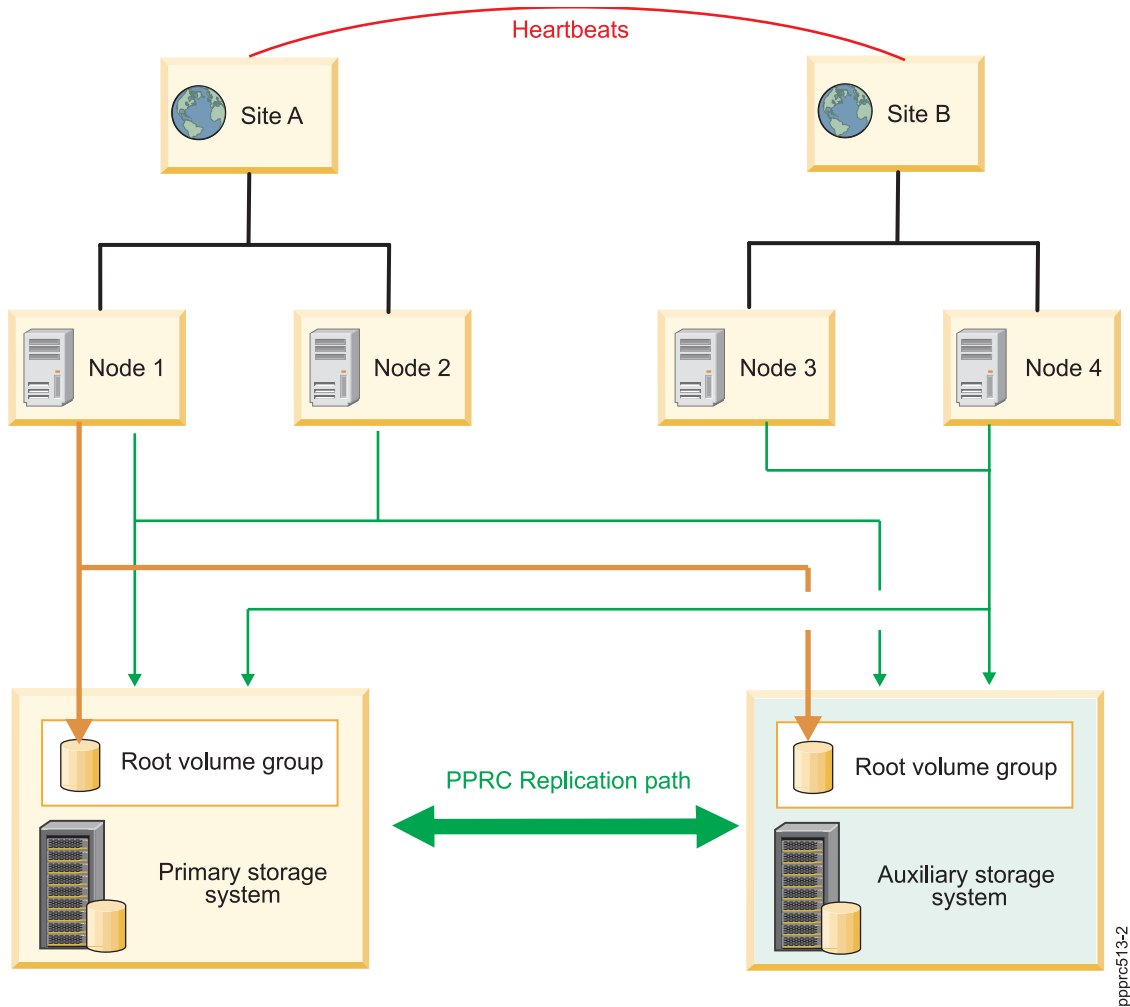 Heartbeats
Site A
Site B
Node 1
Node 2
Node 3
Node 4
Root volume group
Root volume group
PPRC Replication path
Primary storage
system
Auxiliary storage
system
ppprc513-2